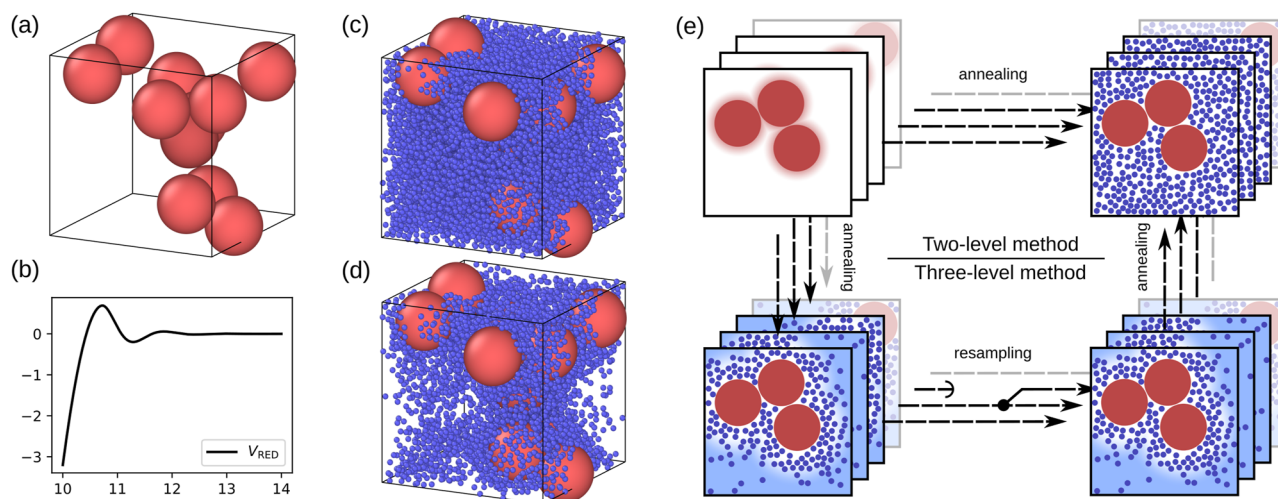 (a)
(b)
1
0
−1
−2
−3
10
11
12
13
14
V_RED
(c)
(d)
(e)
annealing
annealing
Two-level method
Three-level method
annealing
resampling